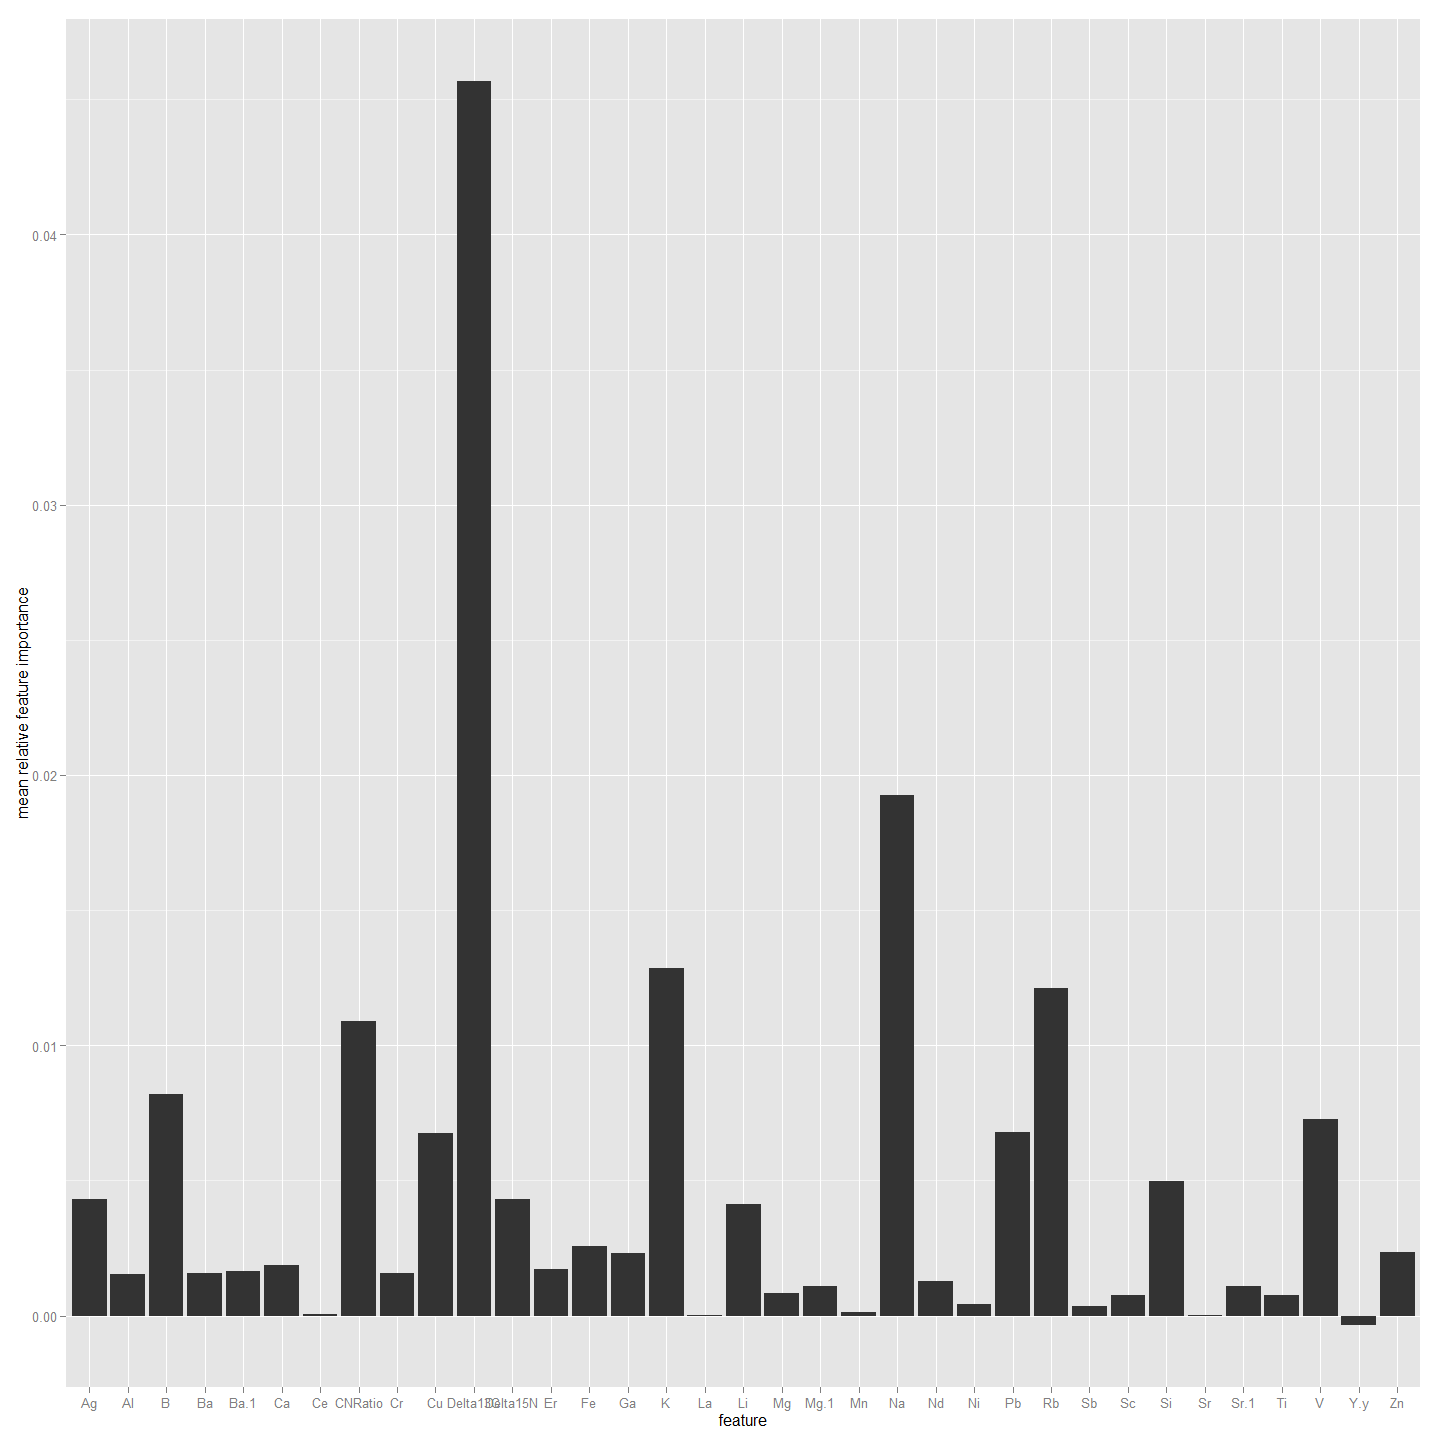 0.04
0.03
0.02
0.01
0.00
mean relative feature importance
Ag Al B Ba Ba.1 Ca Ce CNRatio Cr Cu Delta13C Delta15N Er Fe Ga K La Li Mg Mg.1 Mn Na Nd Ni Pb Rb Sb Sc Si Sr Sr.1 Ti V Y.y Zn
feature